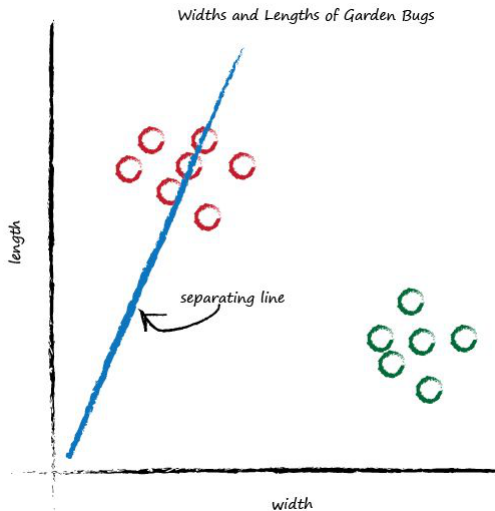 Widths and Lengths of Garden Bugs
length
separating line
width